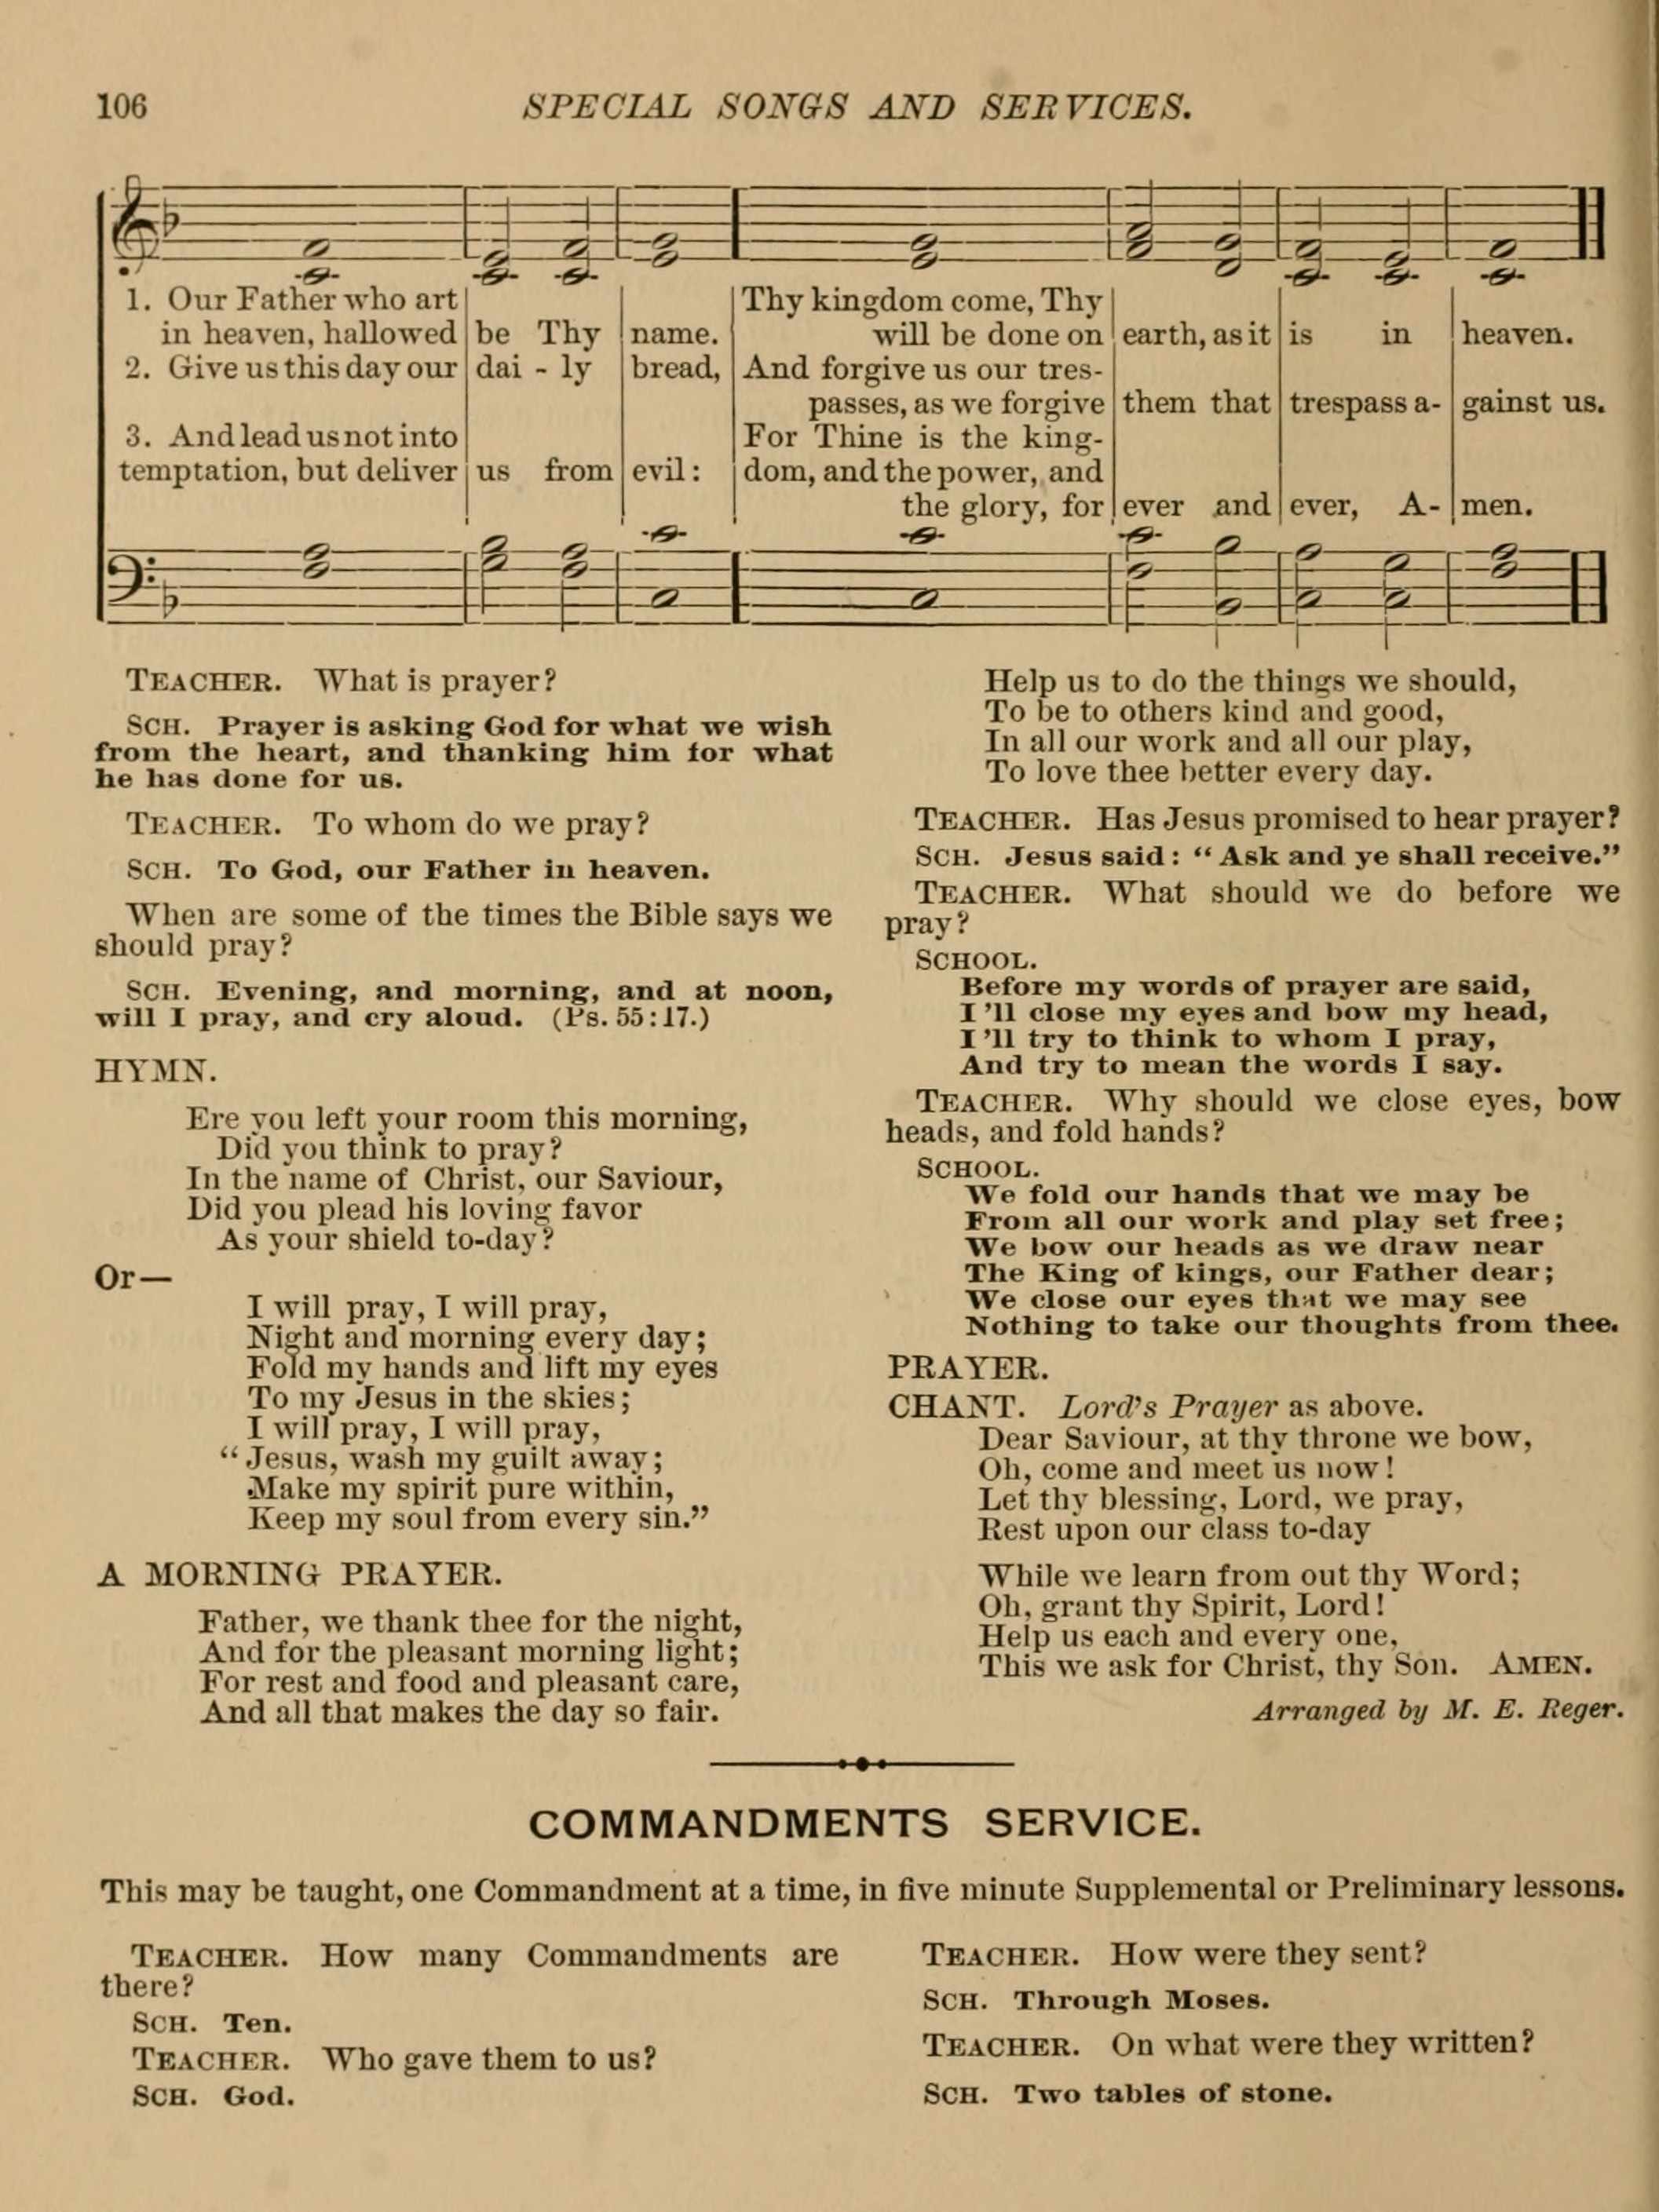 106
SPECIAL SONGS AND SERVICES.
1. Our Father who art
in heaven, hallowed be Thy name. Thy kingdom come, Thy
will be done on earth, as it is in heaven.
2. Give us this day our dai - ly bread, And forgive us our tres-
passes, as we forgive them that trespass a- gainst us.
3. And lead us not into For Thine is the king-
temptation, but deliver us from evil: dom, and the power, and
the glory, for ever and ever, A- men.
TEACHER. What is prayer?
SCH. Prayer is asking God for what we wish
from the heart, and thanking him for what
he has done for us.
TEACHER. To whom do we pray?
SCH. To God, our Father in heaven.
When are some of the times the Bible says we
should pray?
SCH. Evening, and morning, and at noon,
will I pray, and cry aloud. (Ps. 55:17.)
HYMN.
Ere you left your room this morning,
Did you think to pray?
In the name of Christ, our Saviour,
Did you plead his loving favor
As your shield to-day?
Or—
I will pray, I will pray,
Night and morning every day;
Fold my hands and lift my eyes
To my Jesus in the skies;
I will pray, I will pray,
“Jesus, wash my guilt away;
Make my spirit pure within,
Keep my soul from every sin.”
A MORNING PRAYER.
Father, we thank thee for the night,
And for the pleasant morning light;
For rest and food and pleasant care,
And all that makes the day so fair.
Help us to do the things we should,
To be to others kind and good,
In all our work and all our play,
To love thee better every day.
TEACHER. Has Jesus promised to hear prayer?
SCH. Jesus said: “Ask and ye shall receive.”
TEACHER. What should we do before we
pray?
SCHOOL.
Before my words of prayer are said,
I'll close my eyes and bow my head,
I'll try to think to whom I pray,
And try to mean the words I say.
TEACHER. Why should we close eyes, bow
heads, and fold hands?
SCHOOL.
We fold our hands that we may be
From all our work and play set free;
We bow our heads as we draw near
The King of kings, our Father dear;
We close our eyes that we may see
Nothing to take our thoughts from thee.
PRAYER.
CHANT. Lord's Prayer as above.
Dear Saviour, at thy throne we bow,
Oh, come and meet us now!
Let thy blessing, Lord, we pray,
Rest upon our class to-day
While we learn from out thy Word;
Oh, grant thy Spirit, Lord!
Help us each and every one,
This we ask for Christ, thy Son. AMEN.
Arranged by M. E. Reger.
COMMANDMENTS SERVICE.
This may be taught, one Commandment at a time, in five minute Supplemental or Preliminary lessons.
TEACHER. How many Commandments are
there?
SCH. Ten.
TEACHER. Who gave them to us?
SCH. God.
TEACHER. How were they sent?
SCH. Through Moses.
TEACHER. On what were they written?
SCH. Two tables of stone.